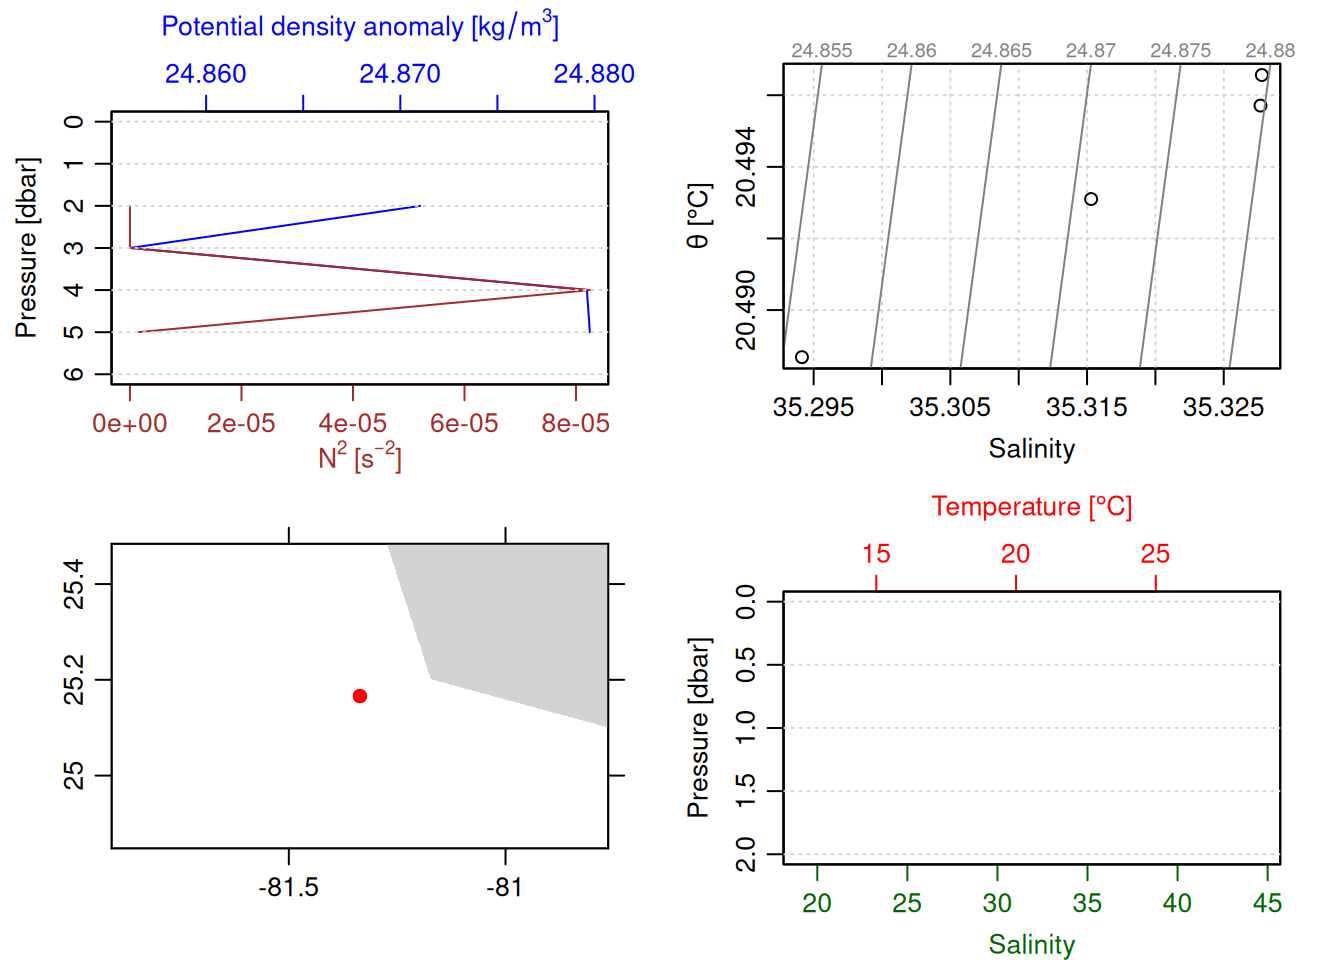 Potential density anomaly [kg/m3]
24.860 24.870 24.880
Pressure [dbar]
0
1
2
3
4
5
6
0e+00 2e-05 4e-05 6e-05 8e-05
N2 [s−2]
24.855 24.86 24.865 24.87 24.875 24.88
θ [°C]
20.494
20.490
35.295 35.305 35.315 35.325
Salinity
25.4
25.2
25
-81.5 -81
Temperature [°C]
15 20 25
Pressure [dbar]
0.0
0.5
1.0
1.5
2.0
20 25 30 35 40 45
Salinity